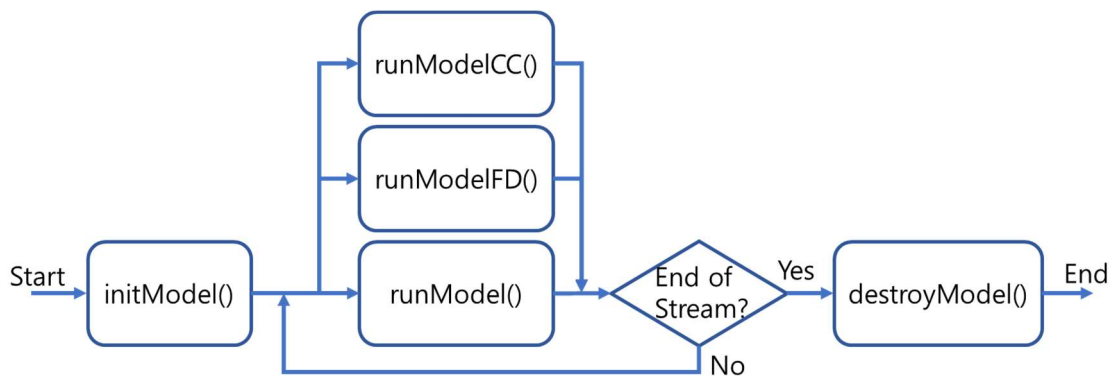 runModelCC()
runModelFD()
Start
initModel()
runModel()
End of
Stream?
Yes
No
destroyModel()
End